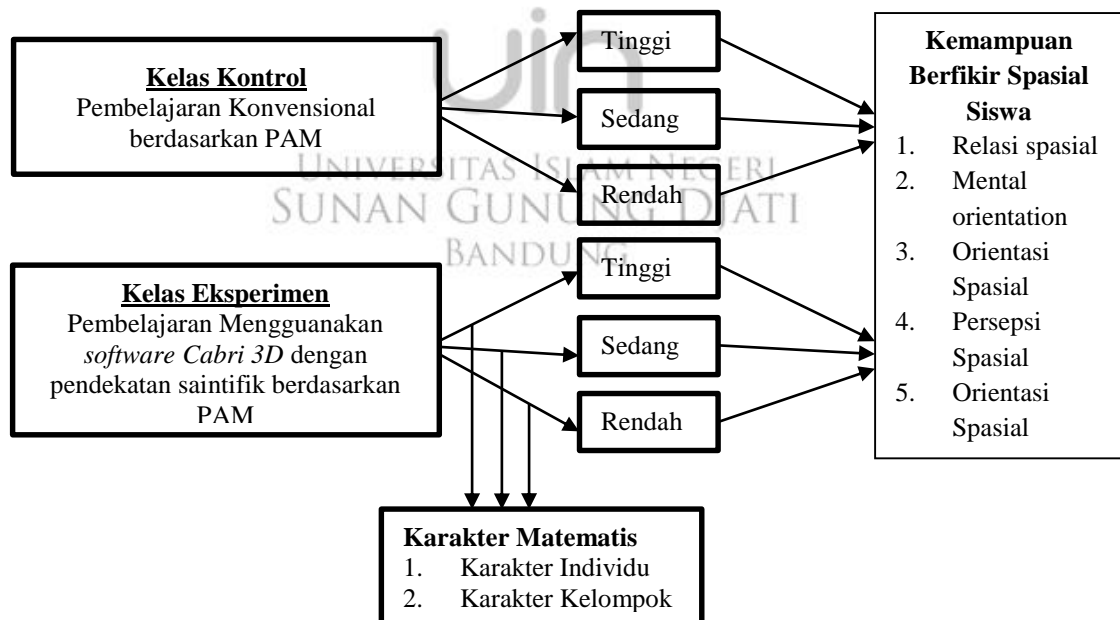 Kelas Kontrol
Pembelajaran Konvensional
berdasarkan PAM
Tinggi
Sedang
Rendah
Kelas Eksperimen
Pembelajaran Mengguanakan
software Cabri 3D dengan
pendekatan saintifik berdasarkan
PAM
Tinggi
Sedang
Rendah
Kemampuan
Berfikir Spasial
Siswa
1. Relasi spasial
2. Mental
orientation
3. Orientasi
Spasial
4. Persepsi
Spasial
5. Orientasi
Spasial
Karakter Matematis
1. Karakter Individu
2. Karakter Kelompok
uin
UNIVERSITAS ISLAM NEGERI
SUNAN GUNUNG DJATI
BANDUNG